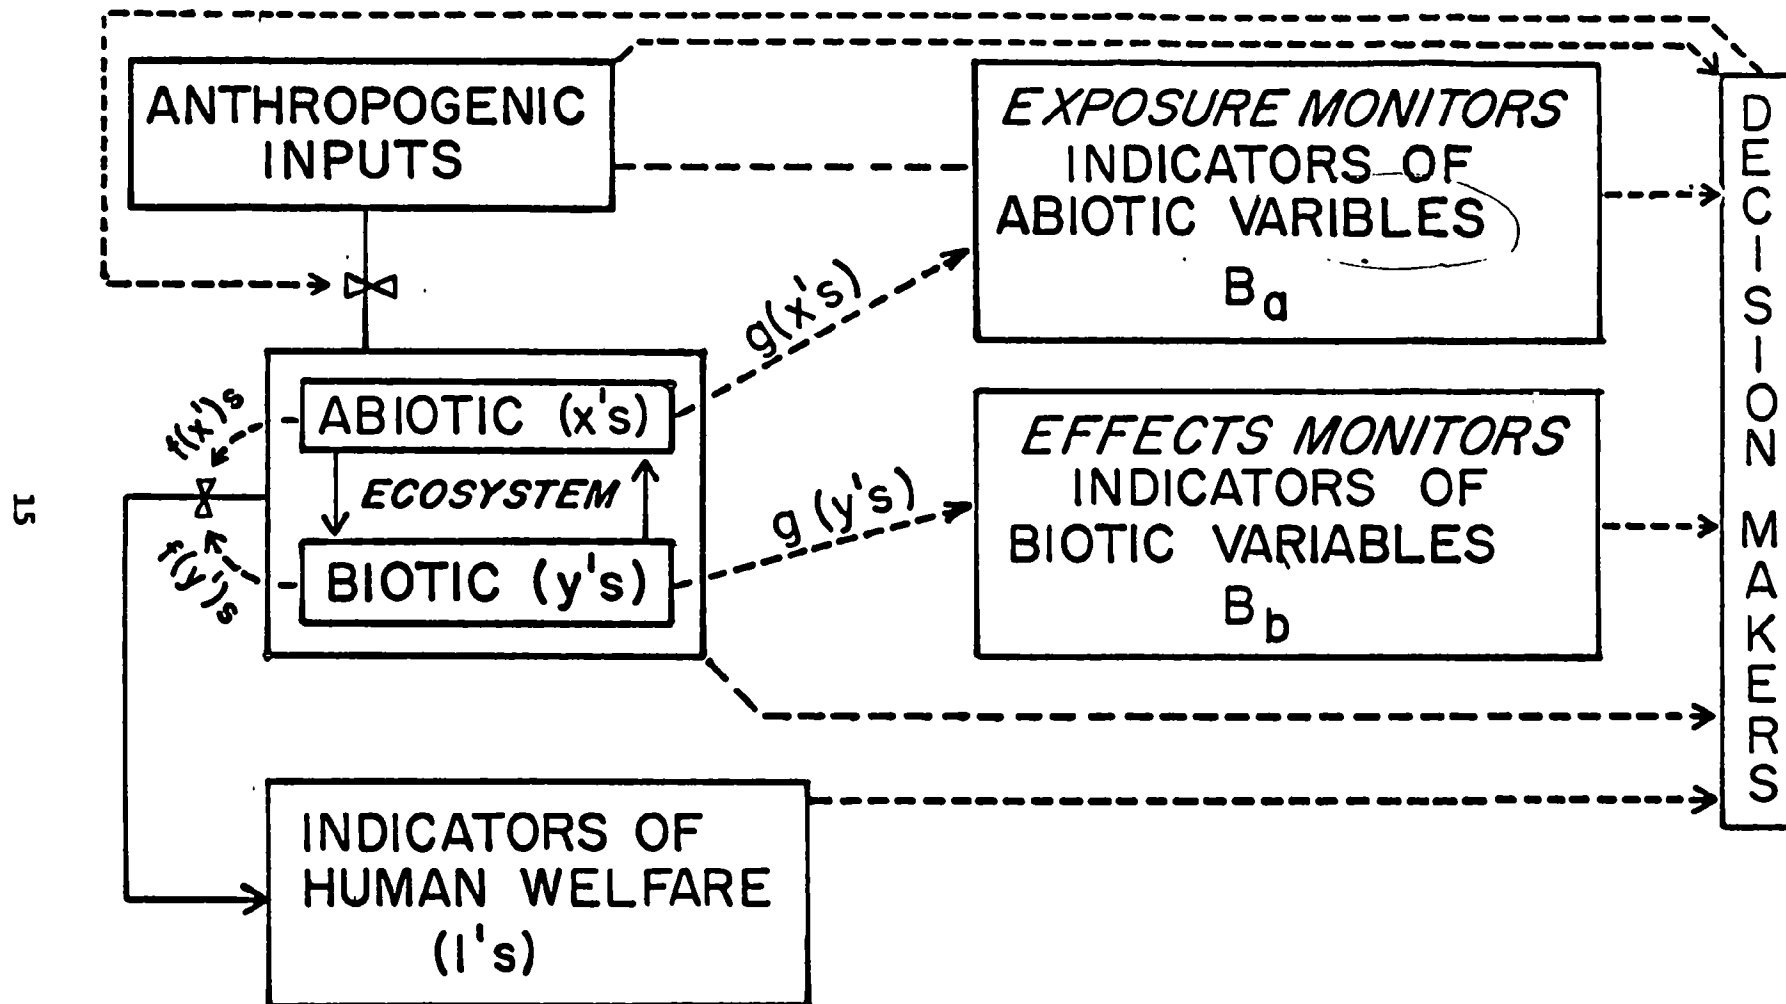 ANTHROPOGENIC
INPUTS
EXPOSURE MONITORS
INDICATORS OF
ABIOTIC VARIBLES
Ba
g(x's)
f(x')s
ABIOTIC (x's)
ECOSYSTEM
BIOTIC (y's)
f(y')s
g (y's)
EFFECTS MONITORS
INDICATORS OF
BIOTIC VARIABLES
Bb
INDICATORS OF
HUMAN WELFARE
(I's)
DECISION MAKERS
15